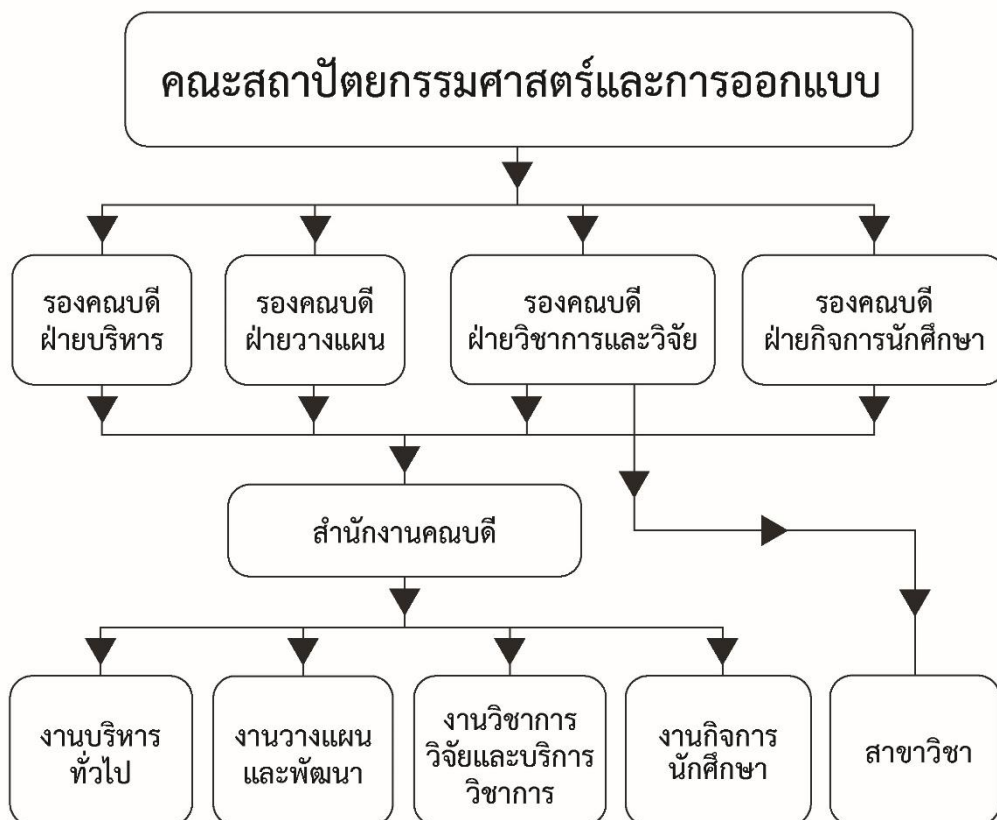 คณะสถาปัตยกรรมศาสตร์และการออกแบบ
รองคณบดี
ฝ่ายบริหาร
รองคณบดี
ฝ่ายวางแผน
รองคณบดี
ฝ่ายวิชาการและวิจัย
รองคณบดี
ฝ่ายกิจการนักศึกษา
สำนักงานคณบดี
งานบริหาร
ทั่วไป
งานวางแผน
และพัฒนา
งานวิชาการ
วิจัยและบริการ
วิชาการ
งานกิจการ
นักศึกษา
สาขาวิชา